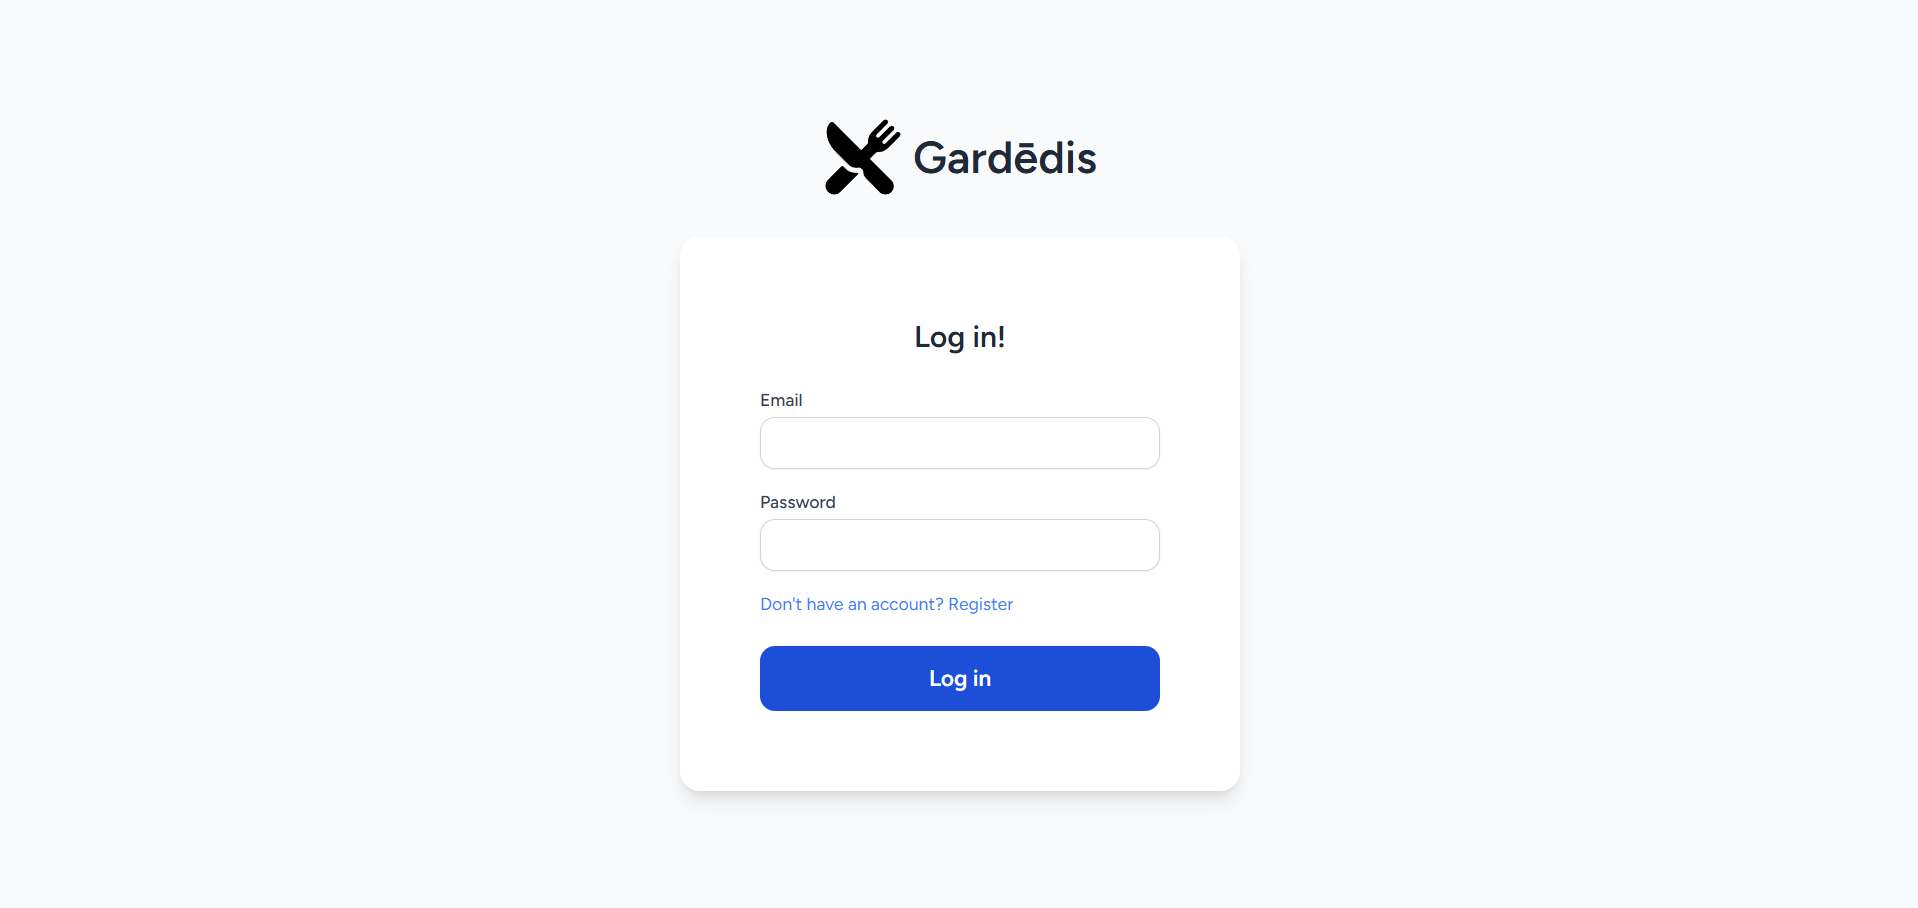 Gardēdis
Log in!
Email
Password
Don't have an account? Register
Log in